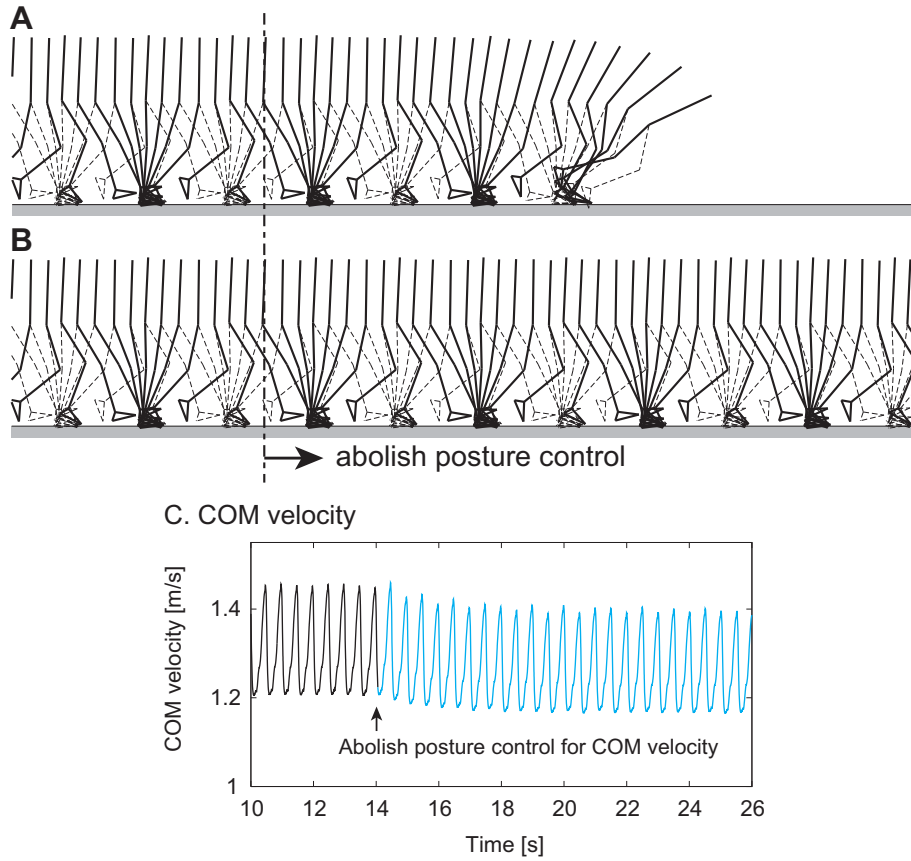 A
B
abolish posture control
C. COM velocity
COM velocity [m/s]
1.4
1.2
1
Abolish posture control for COM velocity
10 12 14 16 18 20 22 24 26
Time [s]